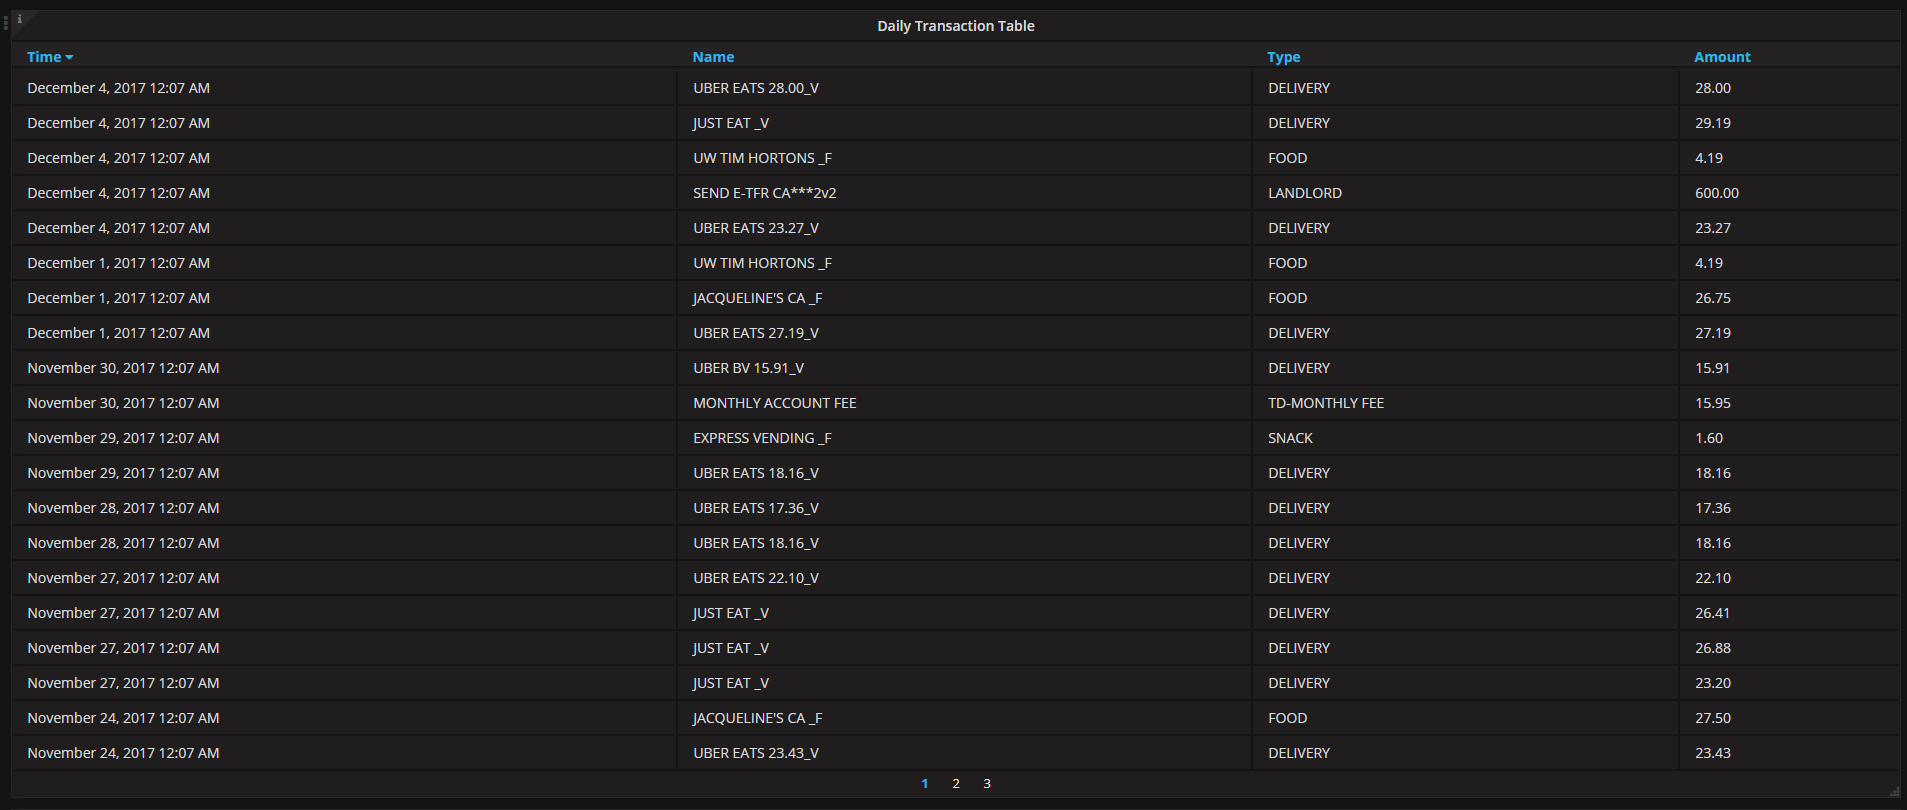 Daily Transaction Table
Time Name Type Amount
December 4, 2017 12:07 AM UBER EATS 28.00_V DELIVERY 28.00
December 4, 2017 12:07 AM JUST EAT _V DELIVERY 29.19
December 4, 2017 12:07 AM UW TIM HORTONS _F FOOD 4.19
December 4, 2017 12:07 AM SEND E-TFR CA***2v2 LANDLORD 600.00
December 4, 2017 12:07 AM UBER EATS 23.27_V DELIVERY 23.27
December 1, 2017 12:07 AM UW TIM HORTONS _F FOOD 4.19
December 1, 2017 12:07 AM JACQUELINE'S CA _F FOOD 26.75
December 1, 2017 12:07 AM UBER EATS 27.19_V DELIVERY 27.19
November 30, 2017 12:07 AM UBER BV 15.91_V DELIVERY 15.91
November 30, 2017 12:07 AM MONTHLY ACCOUNT FEE TD-MONTHLY FEE 15.95
November 29, 2017 12:07 AM EXPRESS VENDING _F SNACK 1.60
November 29, 2017 12:07 AM UBER EATS 18.16_V DELIVERY 18.16
November 28, 2017 12:07 AM UBER EATS 17.36_V DELIVERY 17.36
November 28, 2017 12:07 AM UBER EATS 18.16_V DELIVERY 18.16
November 27, 2017 12:07 AM UBER EATS 22.10_V DELIVERY 22.10
November 27, 2017 12:07 AM JUST EAT _V DELIVERY 26.41
November 27, 2017 12:07 AM JUST EAT _V DELIVERY 26.88
November 27, 2017 12:07 AM JUST EAT _V DELIVERY 23.20
November 24, 2017 12:07 AM JACQUELINE'S CA _F FOOD 27.50
November 24, 2017 12:07 AM UBER EATS 23.43_V DELIVERY 23.43
1 2 3